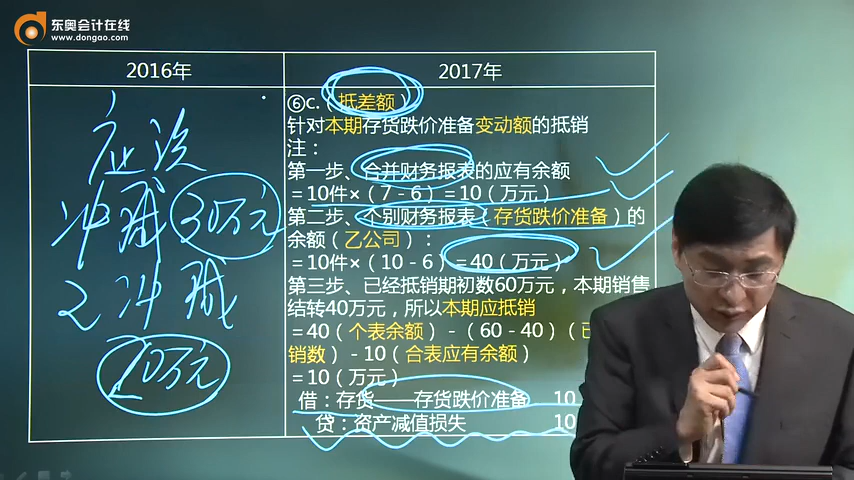 东奥会计在线
www.dongao.com
2016年
2017年
应该
冲减30万元
已冲减
20万元
⑥c.（抵差额）
针对本期存货跌价准备变动额的抵销
注：
第一步、合并财务报表的应有余额
＝10件×（7－6）＝10（万元）
第二步、个别财务报表（存货跌价准备）的
余额（乙公司）：
＝10件×（10－6）＝40（万元）
第三步、已经抵销期初数60万元，本期销售
结转40万元，所以本期应抵销
＝40（个表余额）－（60－40）（已
销数）－10（合表应有余额）
＝10（万元）
借：存货——存货跌价准备 10
贷：资产减值损失 10